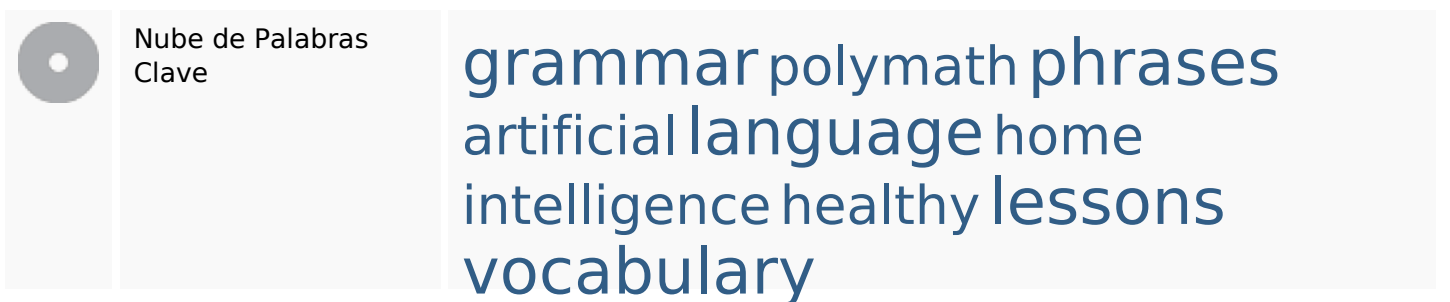 Nube de Palabras
Clave
grammar polymath phrases
artificial language home
intelligence healthy lessons
vocabulary